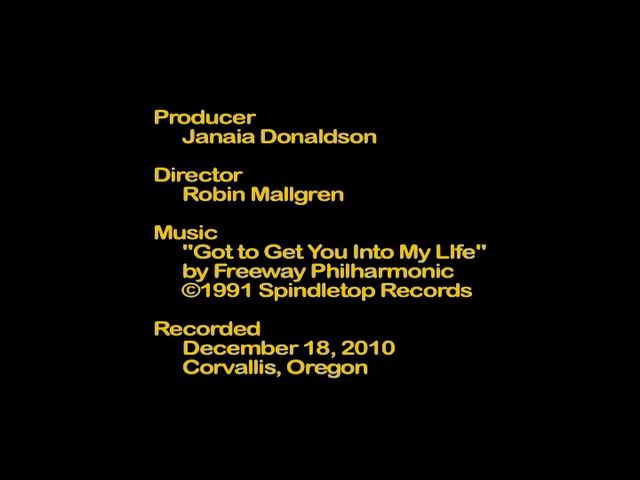 Producer
Janaia Donaldson
Director
Robin Mallgren
Music
"Got to Get You Into My LIfe"
by Freeway Philharmonic
©1991 Spindletop Records
Recorded
December 18, 2010
Corvallis, Oregon